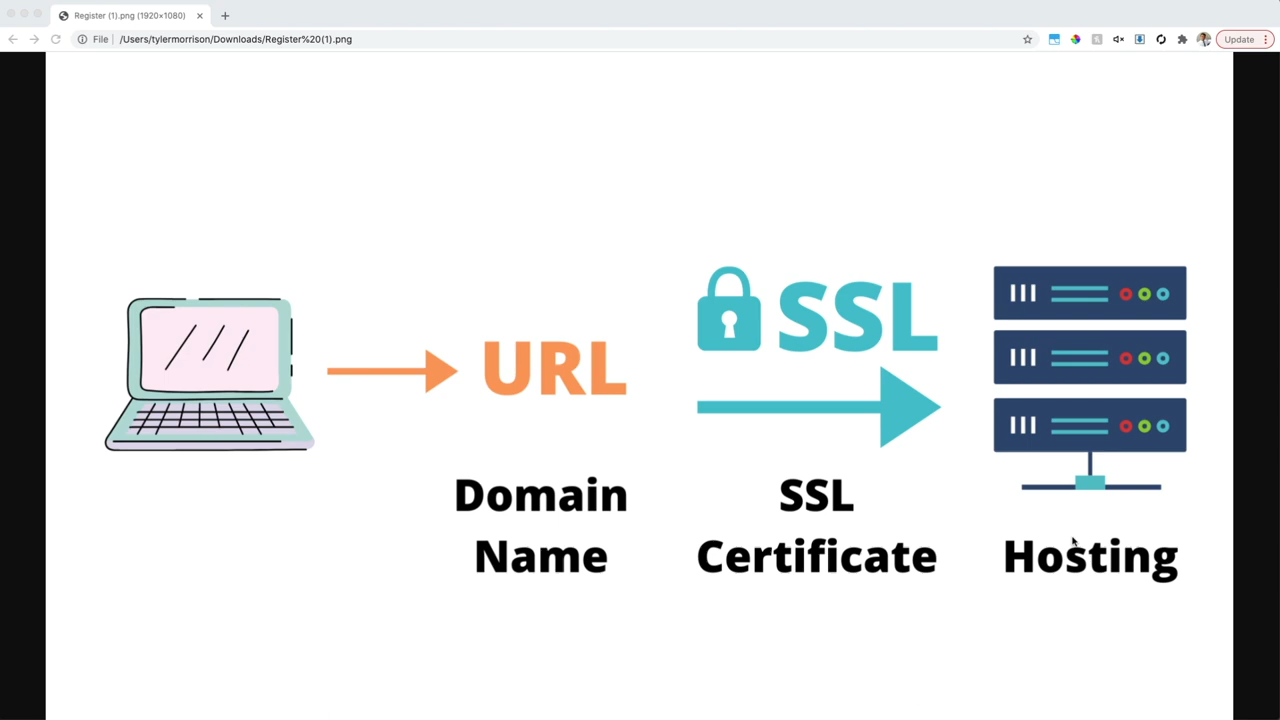 Register (1).png (1920×1080)
File
/Users/tylermorrison/Downloads/Register%20(1).png
Update
URL
SSL
Domain
Name
SSL
Certificate
Hosting